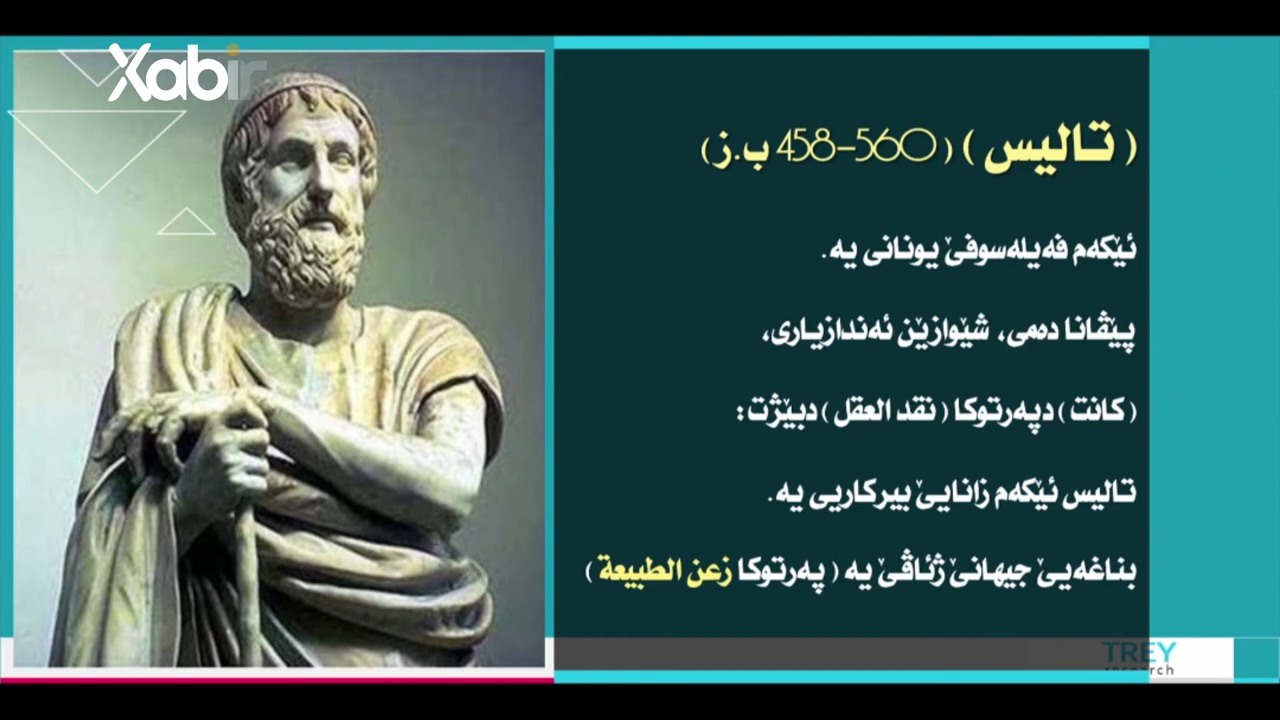 Xabir
( تالیس ) ( 560-458 ب.ز)
ئێکەم فەیلەسوفێ یونانی یە.
پێڤانا دەمی، شێوازێن ئەندازیاری،
( کانت ) دپەرتوکا ( نقد العقل ) دبێژت:
تالیس ئێکەم زانایێ بیرکاریی یە.
بناغەیێ جیهانێ ژئاڤێ یە ( پەرتوکا زعن الطبیعة )
TREY
research